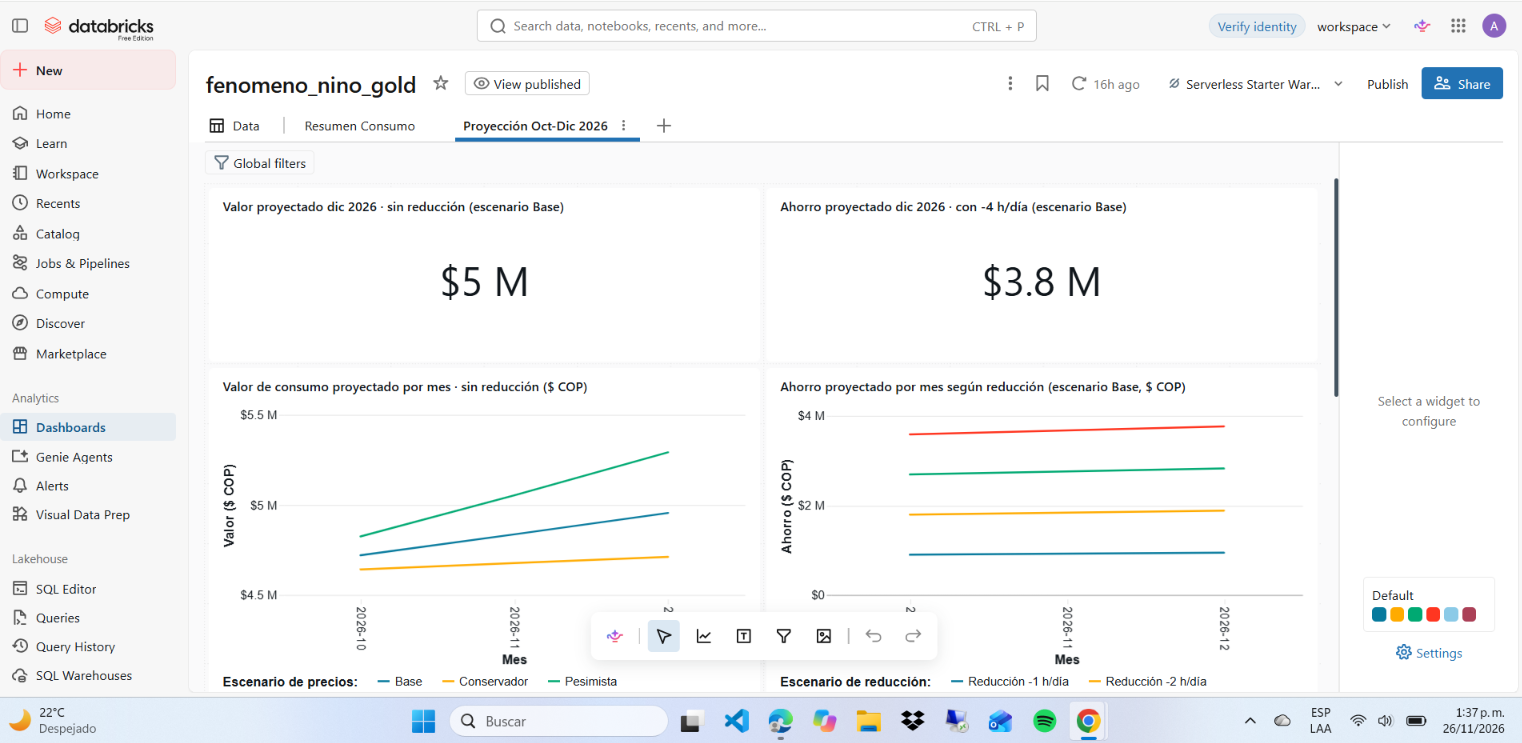 databricks
Free Edition
Search data, notebooks, recents, and more...
CTRL + P
Verify identity
workspace
A
New
Home
Learn
Workspace
Recents
Catalog
Jobs & Pipelines
Compute
Discover
Marketplace
Analytics
Dashboards
Genie Agents
Alerts
Visual Data Prep
Lakehouse
SQL Editor
Queries
Query History
SQL Warehouses
fenomeno_nino_gold
View published
16h ago
Serverless Starter War...
Publish
Share
Data
Resumen Consumo
Proyección Oct-Dic 2026
Global filters
Valor proyectado dic 2026 · sin reducción (escenario Base)
$5 M
Ahorro proyectado dic 2026 · con -4 h/día (escenario Base)
$3.8 M
Valor de consumo proyectado por mes · sin reducción ($ COP)
$5.5 M
$5 M
$4.5 M
Valor ($ COP)
2026-10
2026-11
2
Mes
Escenario de precios:
Base
Conservador
Pesimista
Ahorro proyectado por mes según reducción (escenario Base, $ COP)
$4 M
$2 M
$0
Ahorro ($ COP)
2
2026-11
2026-12
Mes
Escenario de reducción:
Reducción -1 h/día
Reducción -2 h/día
Select a widget to
configure
Default
Settings
22°C
Despejado
Buscar
ESP
LAA
1:37 p. m.
26/11/2026